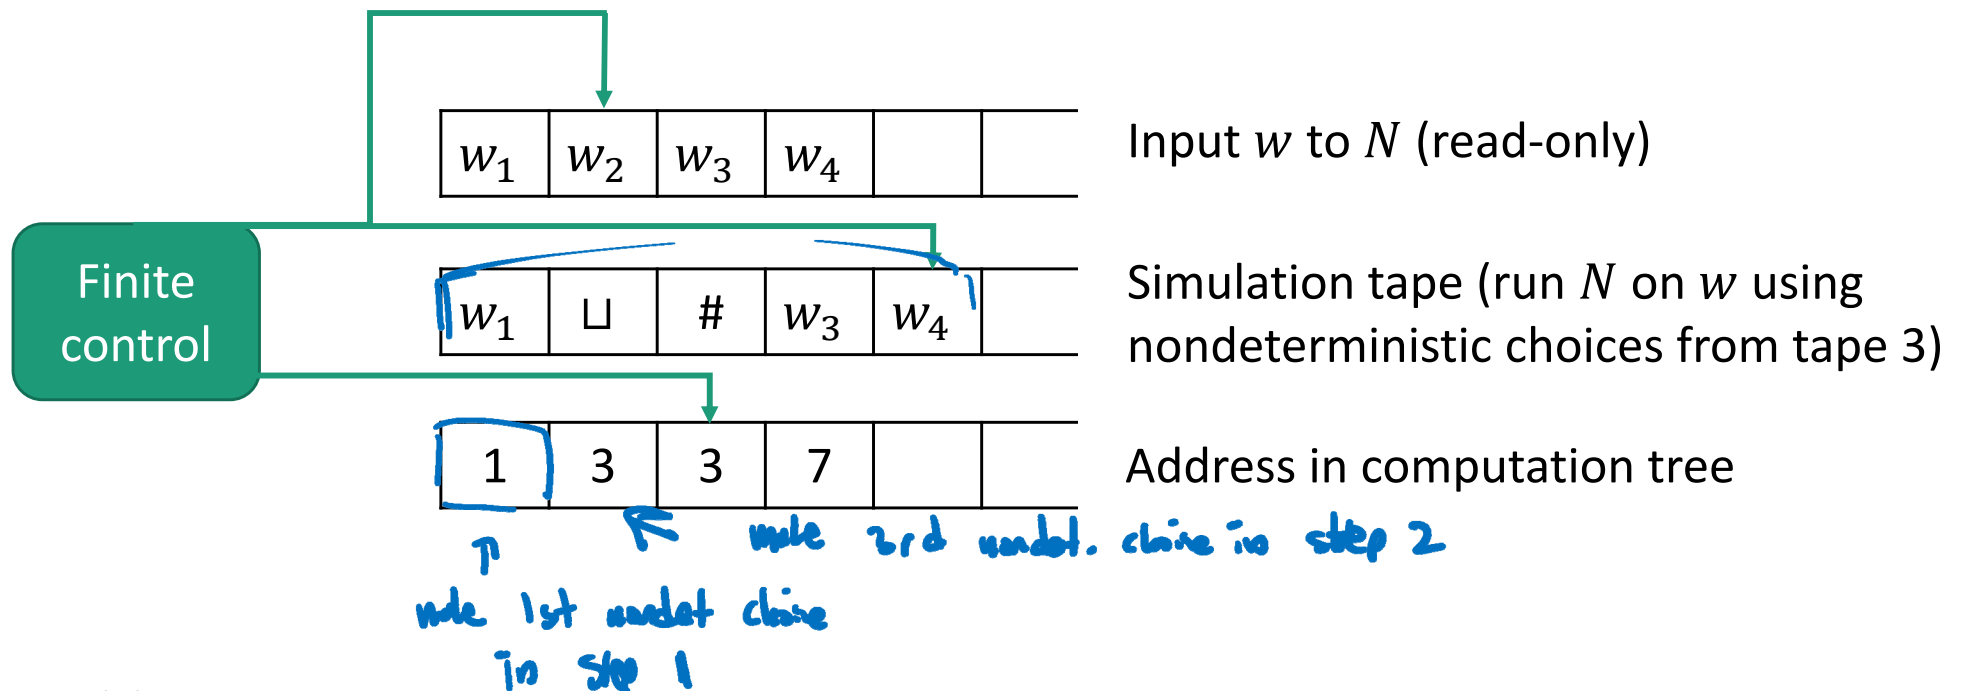 w₁ w₂ w₃ w₄
Input w to N (read-only)
Finite
control
w₁ ⊔ # w₃ w₄
Simulation tape (run N on w using
nondeterministic choices from tape 3)
1 3 3 7
Address in computation tree
make 3rd nondet. choice in step 2
make 1st nondet choice
in step 1